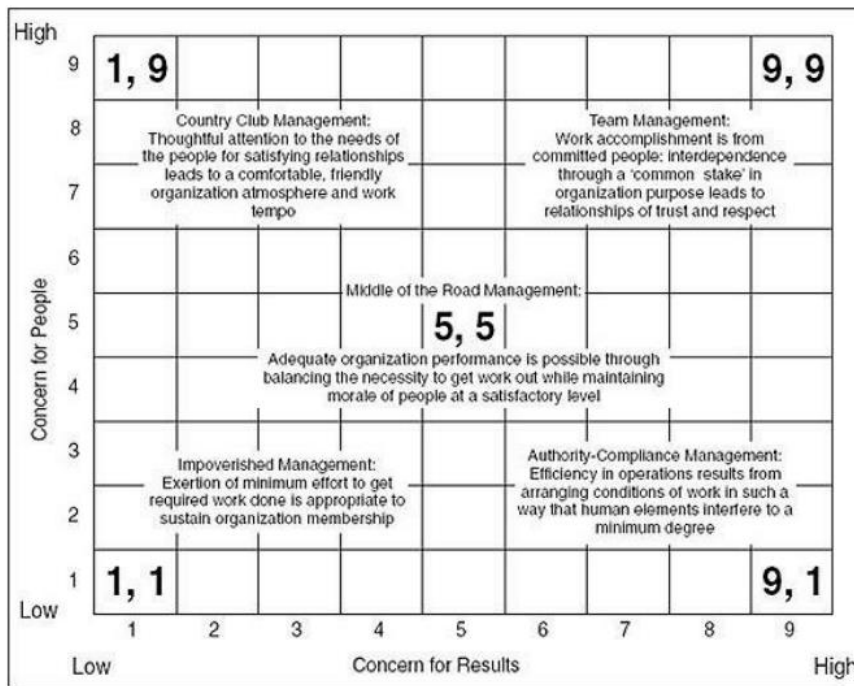 High
9
1, 9
9, 9
8
Country Club Management:
Thoughtful attention to the needs of
the people for satisfying relationships
leads to a comfortable, friendly
organization atmosphere and work
tempo
Team Management:
Work accomplishment is from
committed people: interdependence
through a ‘common stake’ in
organization purpose leads to
relationships of trust and respect
7
6
Concern for People
5
Middle of the Road Management:
5, 5
Adequate organization performance is possible through
balancing the necessity to get work out while maintaining
morale of people at a satisfactory level
4
3
Impoverished Management:
Exertion of minimum effort to get
required work done is appropriate to
sustain organization membership
Authority-Compliance Management:
Efficiency in operations results from
arranging conditions of work in such a
way that human elements interfere to a
minimum degree
2
1
1, 1
9, 1
Low
1 2 3 4 5 6 7 8 9
Low Concern for Results High